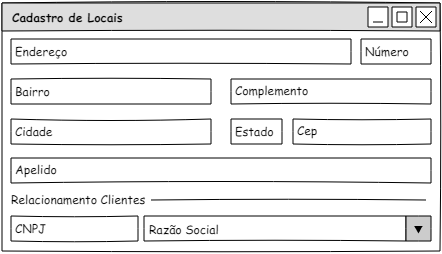 Cadastro de Locais
Endereço Número
Bairro Complemento
Cidade Estado Cep
Apelido
Relacionamento Clientes
CNPJ Razão Social